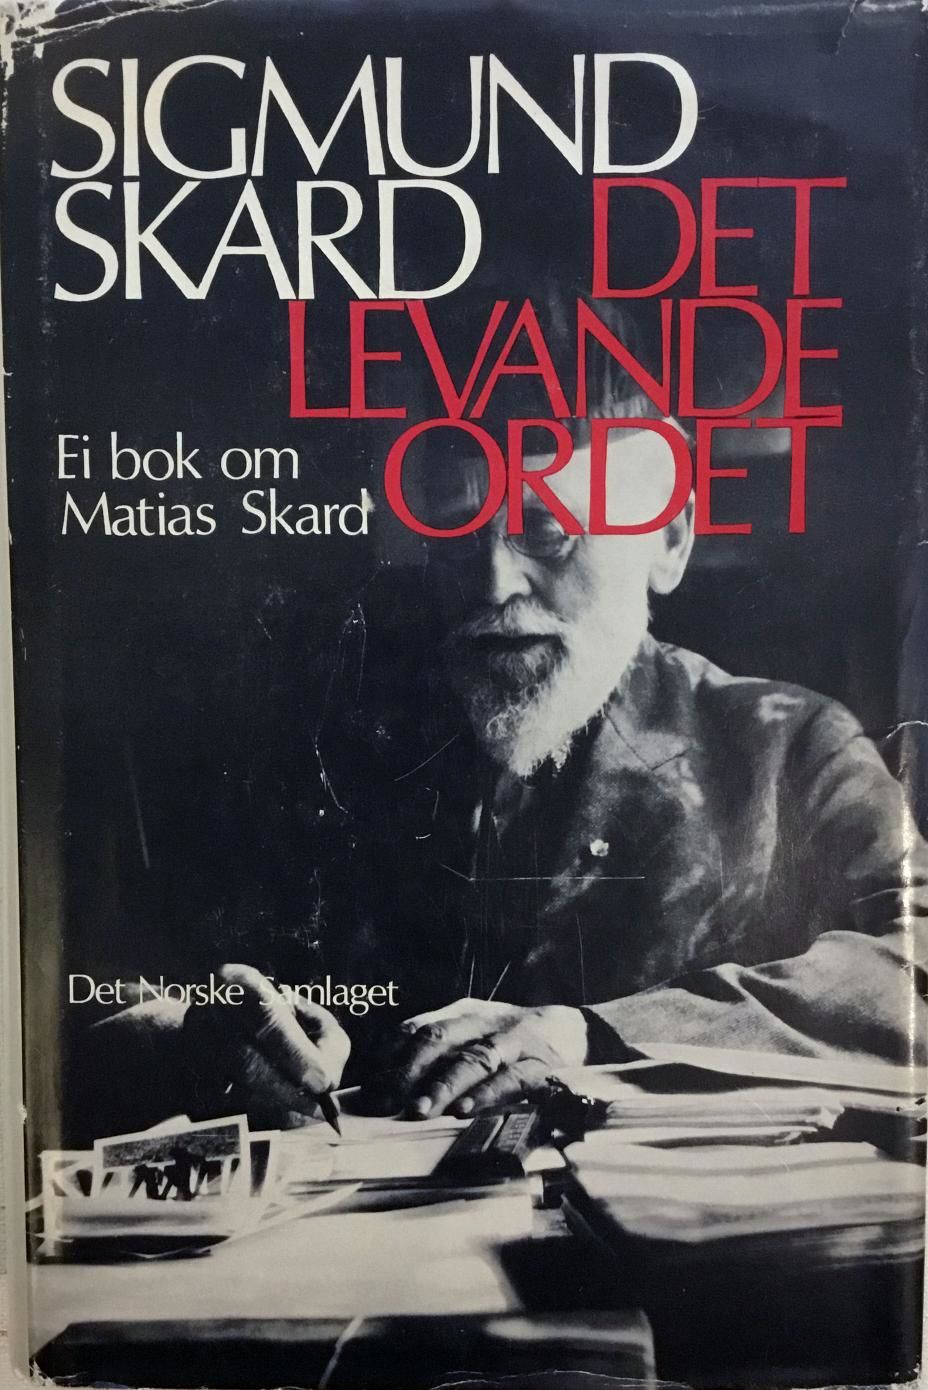 SIGMUND
SKARD DET
LEVANDE
ORDET
Ei bok om
Matias Skard
Det Norske Samlaget